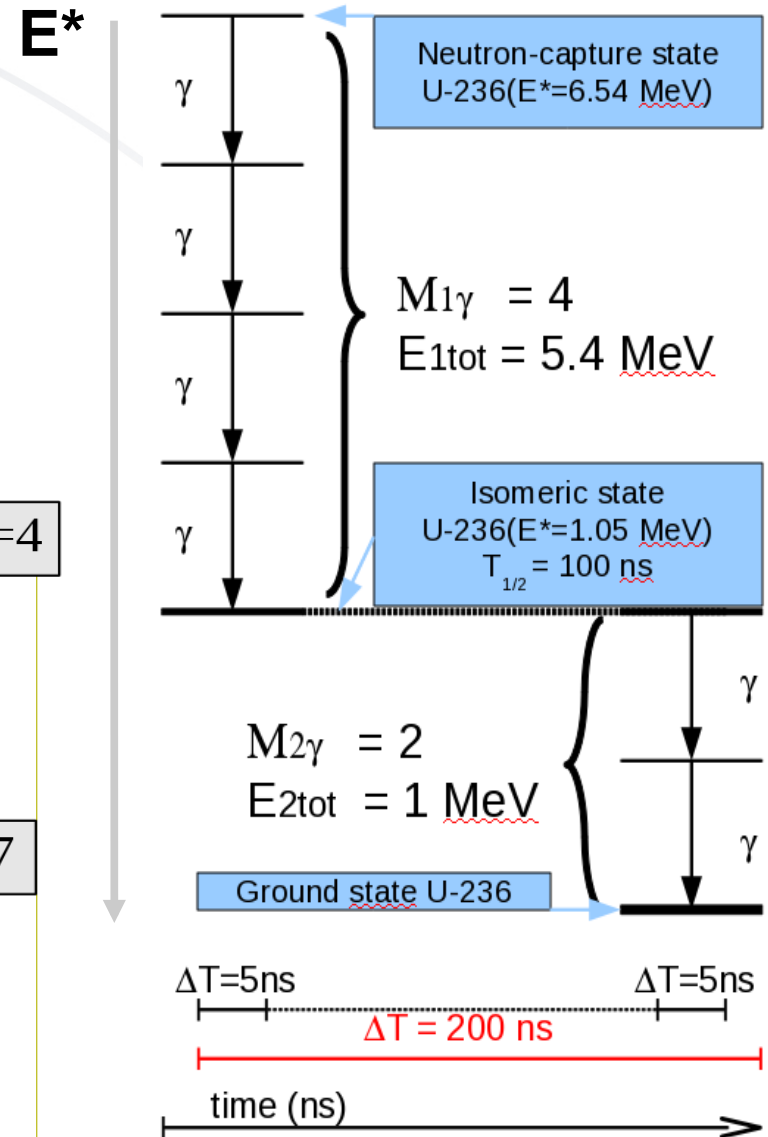 E*
Neutron-capture state
U-236(E*=6.54 MeV)
γ
γ
M1γ = 4
E1tot = 5.4 MeV
γ
Isomeric state
U-236(E*=1.05 MeV)
T1/2 = 100 ns
=4
γ
γ
M2γ = 2
E2tot = 1 MeV
7
γ
Ground state U-236
ΔT=5ns
ΔT=5ns
ΔT = 200 ns
time (ns)